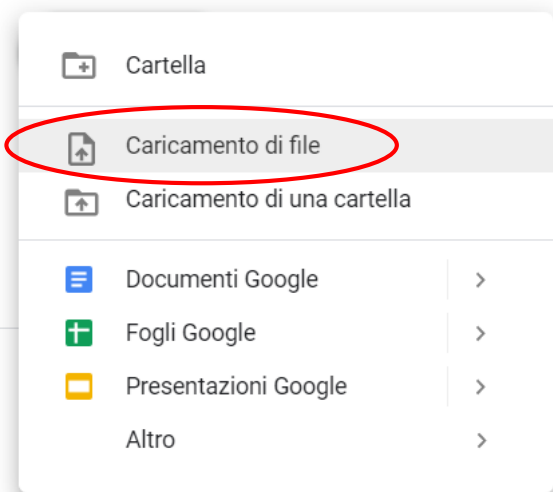 Cartella
Caricamento di file
Caricamento di una cartella
Documenti Google
Fogli Google
Presentazioni Google
Altro